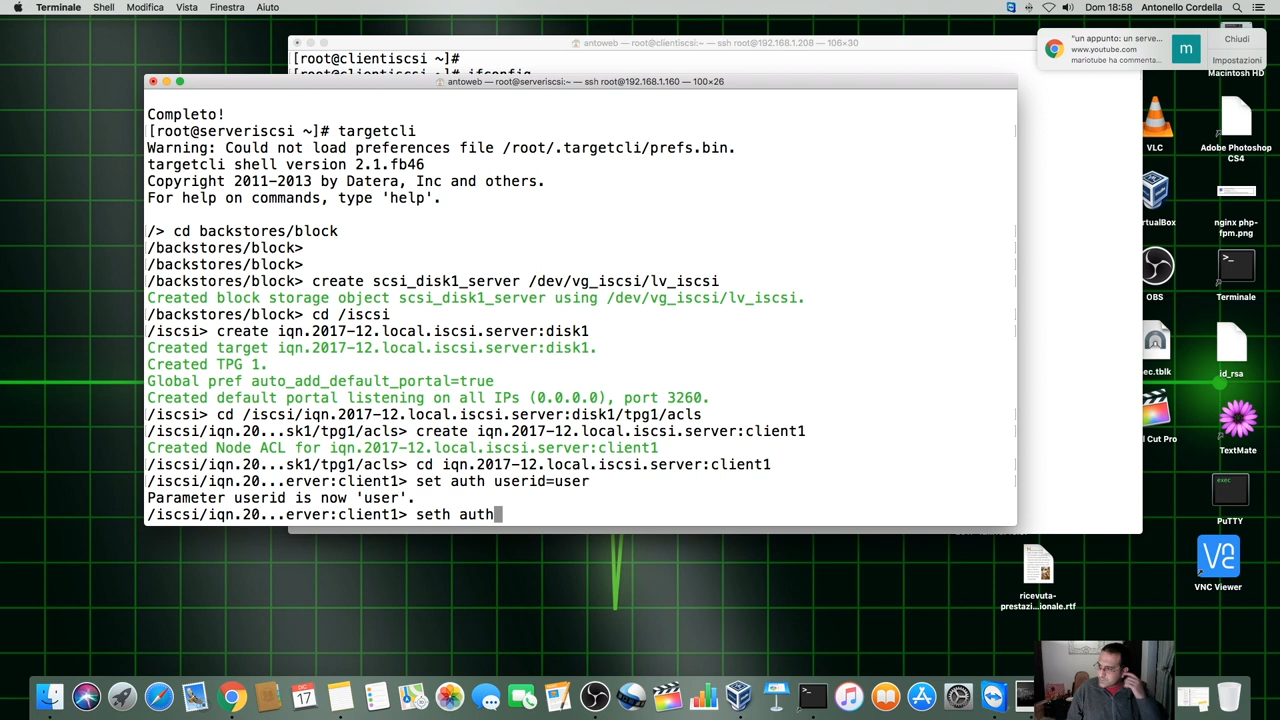 Terminale Shell Modifica Vista Finestra Aiuto
Dom 18:58 Antonello Cordella
antoweb — root@clientiscsi:~ — ssh root@192.168.1.208 — 106×30
[root@clientiscsi ~]#
[root@clientiscsi ~]# ifconfig
"un appunto: un serve...
www.youtube.com
mariotube ha commenta...
m
Chiudi
Impostazioni
antoweb — root@serveriscsi:~ — ssh root@192.168.1.160 — 100×26
Completo!
[root@serveriscsi ~]# targetcli
Warning: Could not load preferences file /root/.targetcli/prefs.bin.
targetcli shell version 2.1.fb46
Copyright 2011-2013 by Datera, Inc and others.
For help on commands, type 'help'.
/> cd backstores/block
/backstores/block>
/backstores/block>
/backstores/block> create scsi_disk1_server /dev/vg_iscsi/lv_iscsi
Created block storage object scsi_disk1_server using /dev/vg_iscsi/lv_iscsi.
/backstores/block> cd /iscsi
/iscsi> create iqn.2017-12.local.iscsi.server:disk1
Created target iqn.2017-12.local.iscsi.server:disk1.
Created TPG 1.
Global pref auto_add_default_portal=true
Created default portal listening on all IPs (0.0.0.0), port 3260.
/iscsi> cd /iscsi/iqn.2017-12.local.iscsi.server:disk1/tpg1/acls
/iscsi/iqn.20...sk1/tpg1/acls> create iqn.2017-12.local.iscsi.server:client1
Created Node ACL for iqn.2017-12.local.iscsi.server:client1
/iscsi/iqn.20...sk1/tpg1/acls> cd iqn.2017-12.local.iscsi.server:client1
/iscsi/iqn.20...erver:client1> set auth userid=user
Parameter userid is now 'user'.
/iscsi/iqn.20...erver:client1> seth auth
Macintosh HD
VLC
Adobe Photoshop
CS4
rtualBox
nginx php-
fpm.png
OBS
Terminale
ec.tblk
id_rsa
l Cut Pro
TextMate
exec
PuTTY
VNC Viewer
ricevuta-
prestazi...ionale.rtf
DIC
17